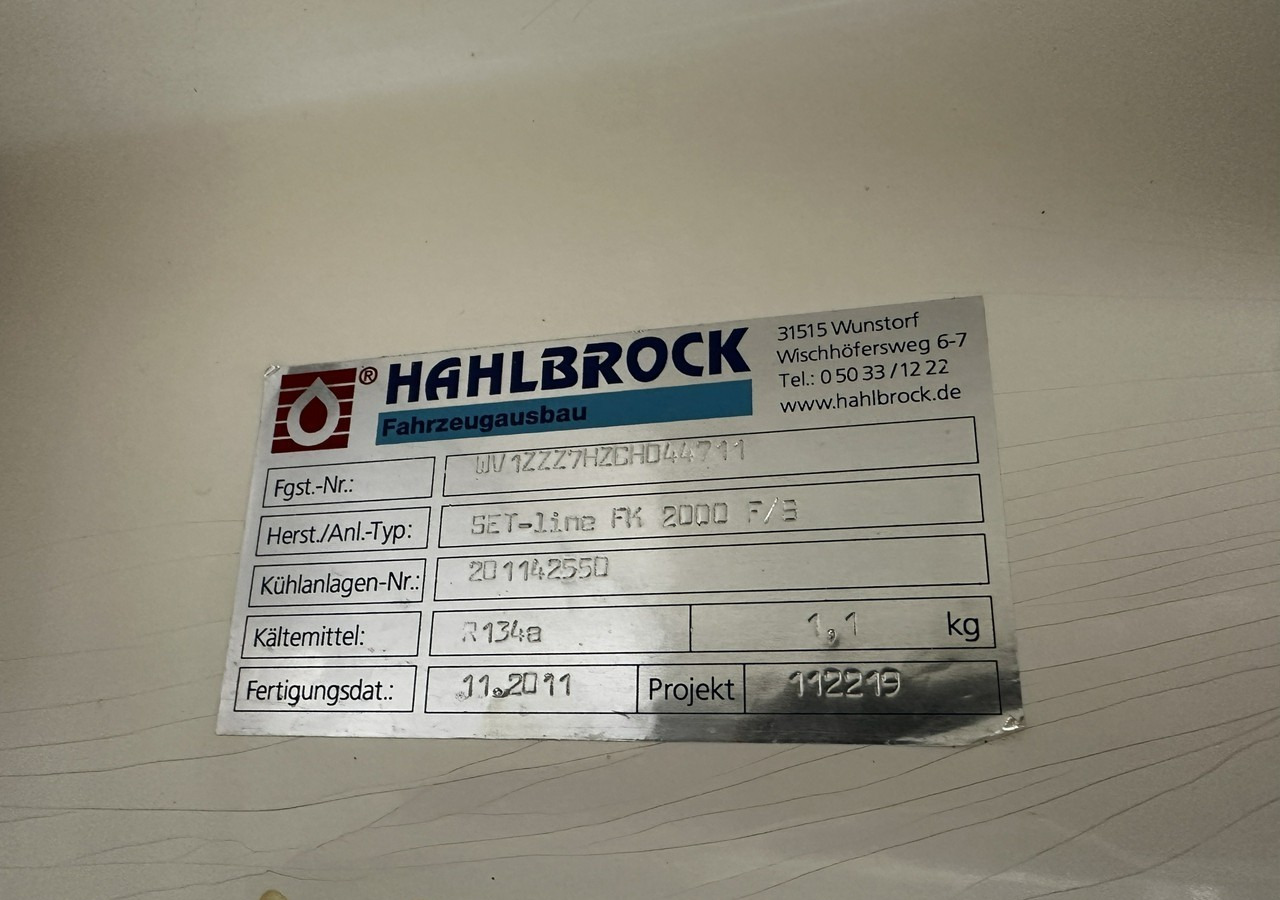 ® HAHLBROCK
Fahrzeugausbau
31515 Wunstorf
Wischhöfersweg 6-7
Tel.: 0 50 33 / 12 22
www.hahlbrock.de
Fgst.-Nr.: WV1ZZZ7HZCH044711
Herst./Anl.-Typ: SET-line FK 2000 F/S
Kühlanlagen-Nr.: 201142550
Kältemittel: R134a 1,1 kg
Fertigungsdat.: 11.2011 Projekt 112219